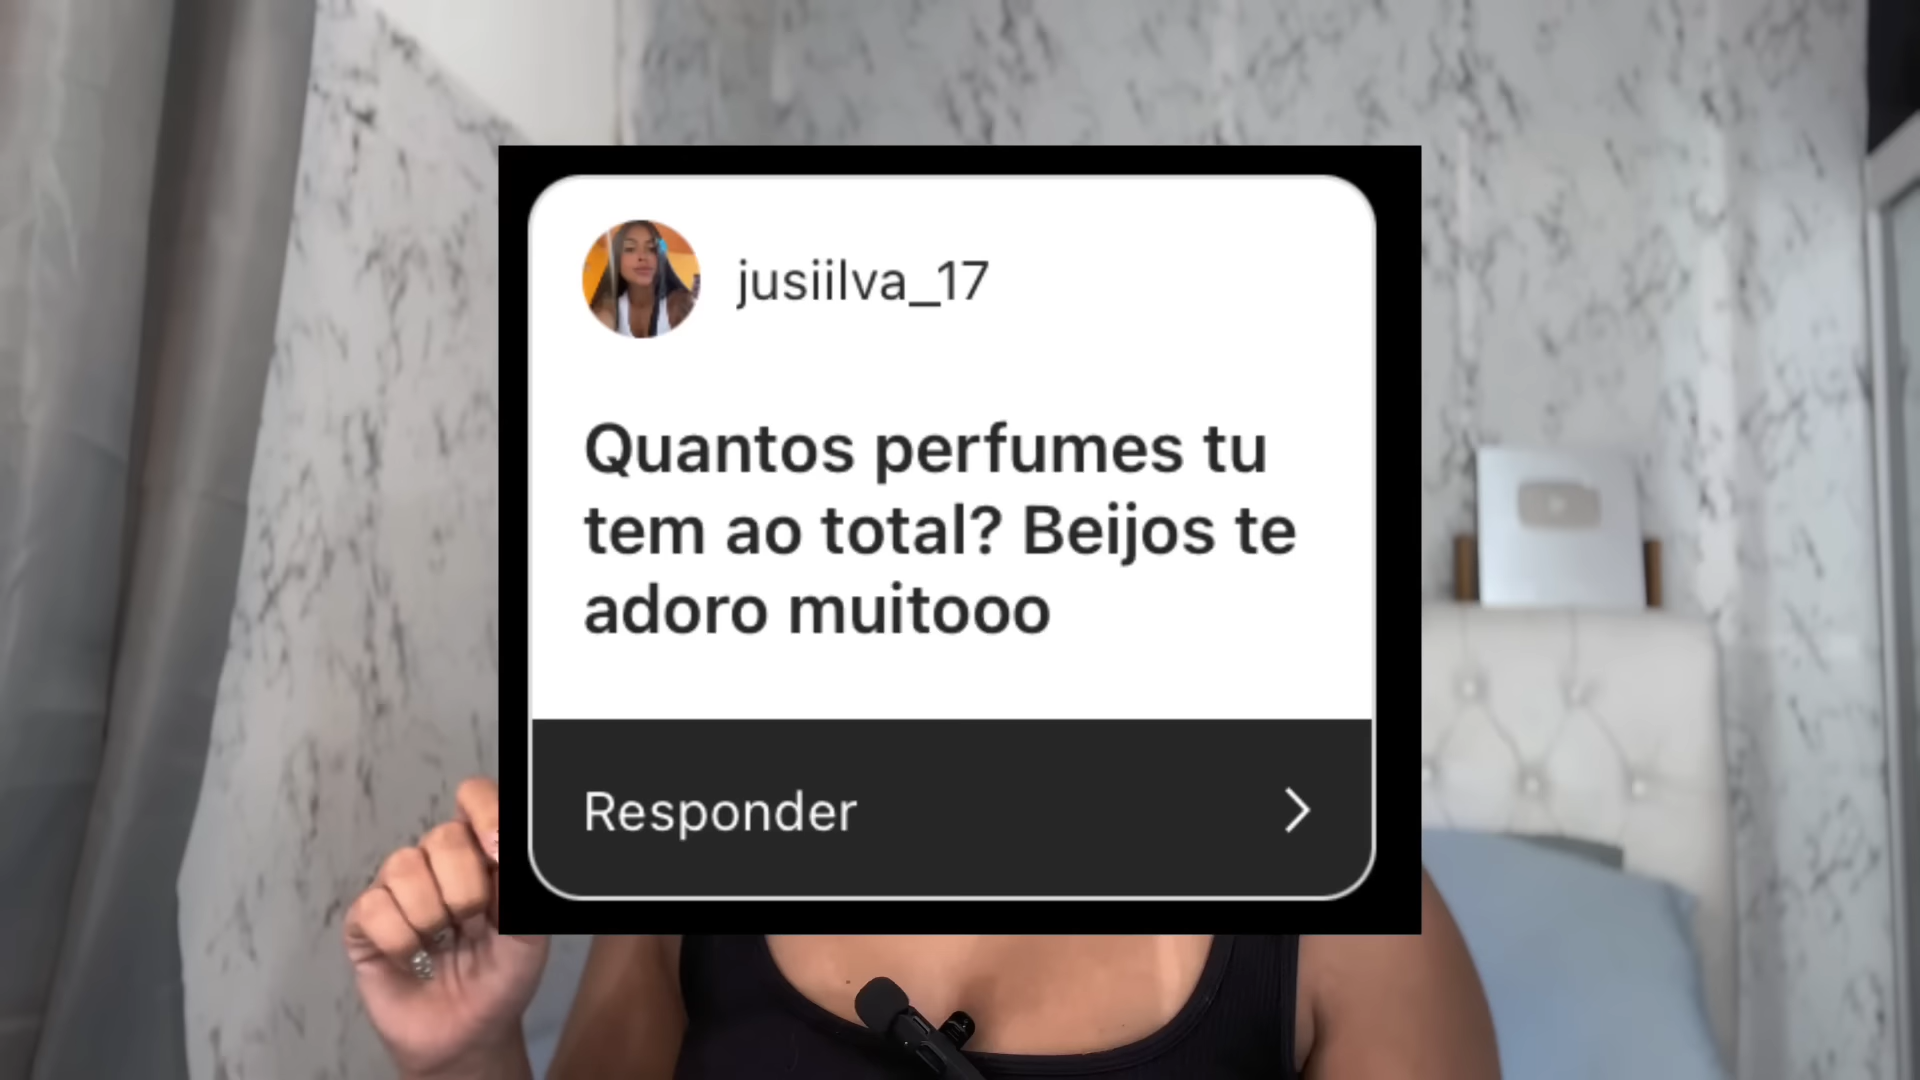 jusiilva_17
Quantos perfumes tu
tem ao total? Beijos te
adoro muitooo
Responder